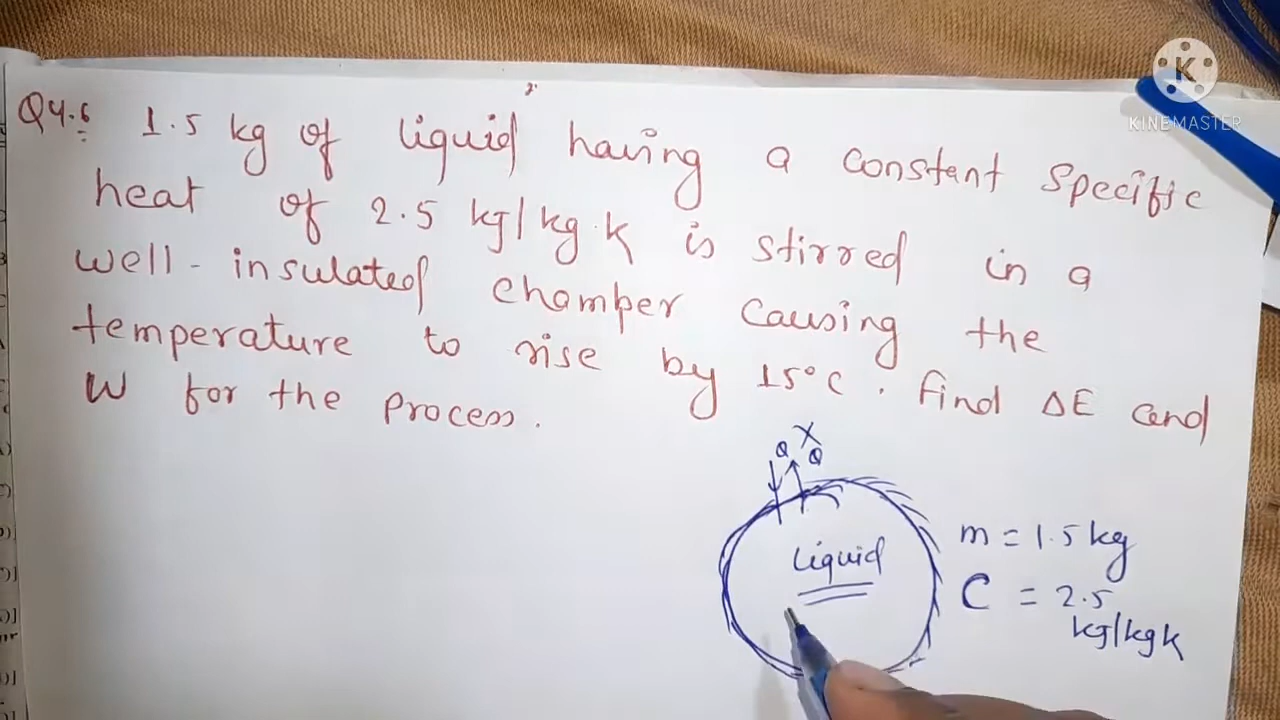 Q4.6 1.5 kg of liquid having a constant specific
heat of 2.5 kJ/kg.K is stirred in a
well-insulated chamber causing the
temperature to rise by 15°C. find ΔE and
W for the process.
Q Q
Liquid
m = 1.5 kg
C = 2.5
kJ/kgK
K
KINEMASTER